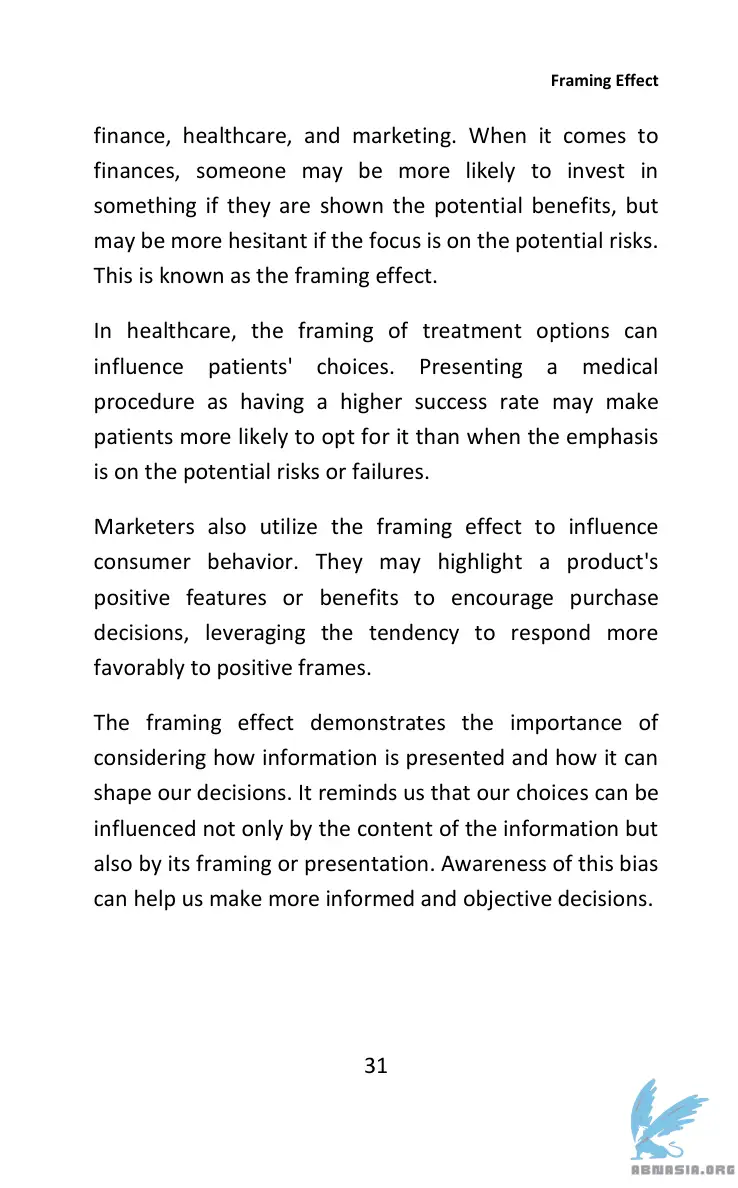 Framing Effect
finance, healthcare, and marketing. When it comes to
finances, someone may be more likely to invest in
something if they are shown the potential benefits, but
may be more hesitant if the focus is on the potential risks.
This is known as the framing effect.
In healthcare, the framing of treatment options can
influence patients' choices. Presenting a medical
procedure as having a higher success rate may make
patients more likely to opt for it than when the emphasis
is on the potential risks or failures.
Marketers also utilize the framing effect to influence
consumer behavior. They may highlight a product's
positive features or benefits to encourage purchase
decisions, leveraging the tendency to respond more
favorably to positive frames.
The framing effect demonstrates the importance of
considering how information is presented and how it can
shape our decisions. It reminds us that our choices can be
influenced not only by the content of the information but
also by its framing or presentation. Awareness of this bias
can help us make more informed and objective decisions.
31
ABNASIA.ORG